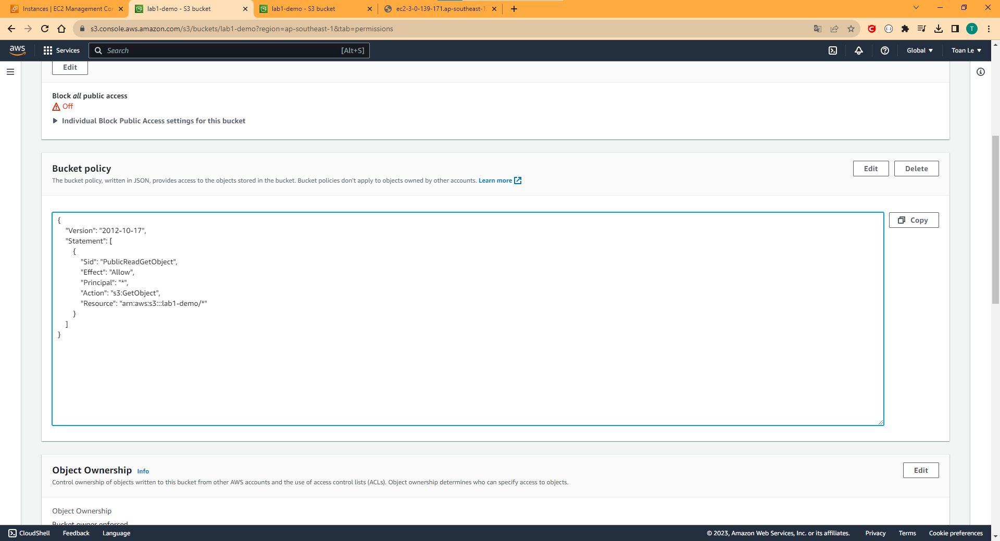 Instances | EC2 Management Co
lab1-demo - S3 bucket
lab1-demo - S3 bucket
ec2-3-0-139-171.ap-southeast-1
s3.console.aws.amazon.com/s3/buckets/lab1-demo?region=ap-southeast-1&tab=permissions
T
aws
Services
Search
[Alt+S]
Global
Toan Le
Edit
Block all public access
Off
Individual Block Public Access settings for this bucket
Bucket policy
Edit
Delete
The bucket policy, written in JSON, provides access to the objects stored in the bucket. Bucket policies don't apply to objects owned by other accounts. Learn more
{
"Version": "2012-10-17",
"Statement": [
{
"Sid": "PublicReadGetObject",
"Effect": "Allow",
"Principal": "*",
"Action": "s3:GetObject",
"Resource": "arn:aws:s3:::lab1-demo/*"
}
]
}
Copy
Object Ownership Info
Edit
Control ownership of objects written to this bucket from other AWS accounts and the use of access control lists (ACLs). Object ownership determines who can specify access to objects.
Object Ownership
Bucket owner enforced
CloudShell
Feedback
Language
© 2023, Amazon Web Services, Inc. or its affiliates.
Privacy
Terms
Cookie preferences